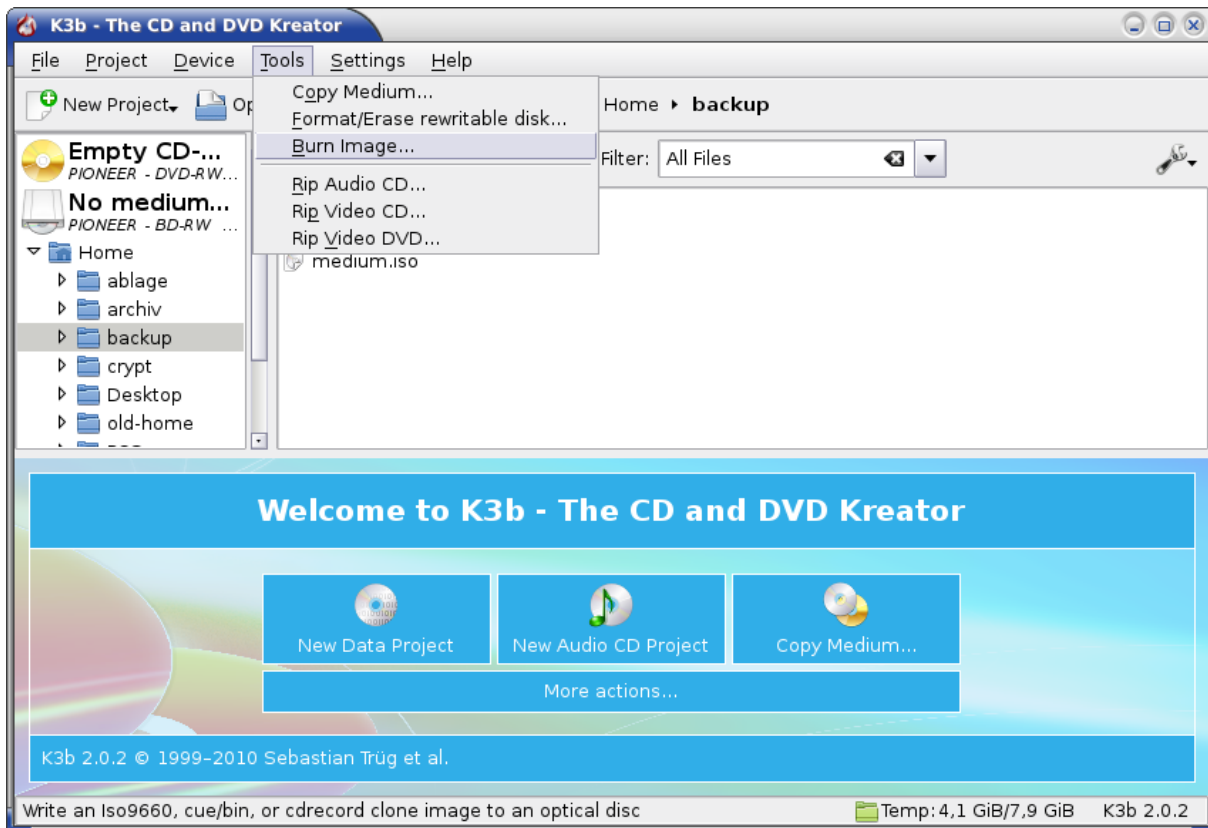 K3b - The CD and DVD Kreator
File Project Device Tools Settings Help
New Project Op Home backup
Copy Medium...
Format/Erase rewritable disk...
Burn Image...
Rip Audio CD...
Rip Video CD...
Rip Video DVD...
Filter: All Files
Empty CD-...
PIONEER - DVD-RW...
No medium...
PIONEER - BD-RW ...
Home
ablage
archiv
backup
crypt
Desktop
old-home
medium.iso
Welcome to K3b - The CD and DVD Kreator
New Data Project New Audio CD Project Copy Medium...
More actions...
K3b 2.0.2 © 1999–2010 Sebastian Trüg et al.
Write an Iso9660, cue/bin, or cdrecord clone image to an optical disc Temp: 4,1 GiB/7,9 GiB K3b 2.0.2